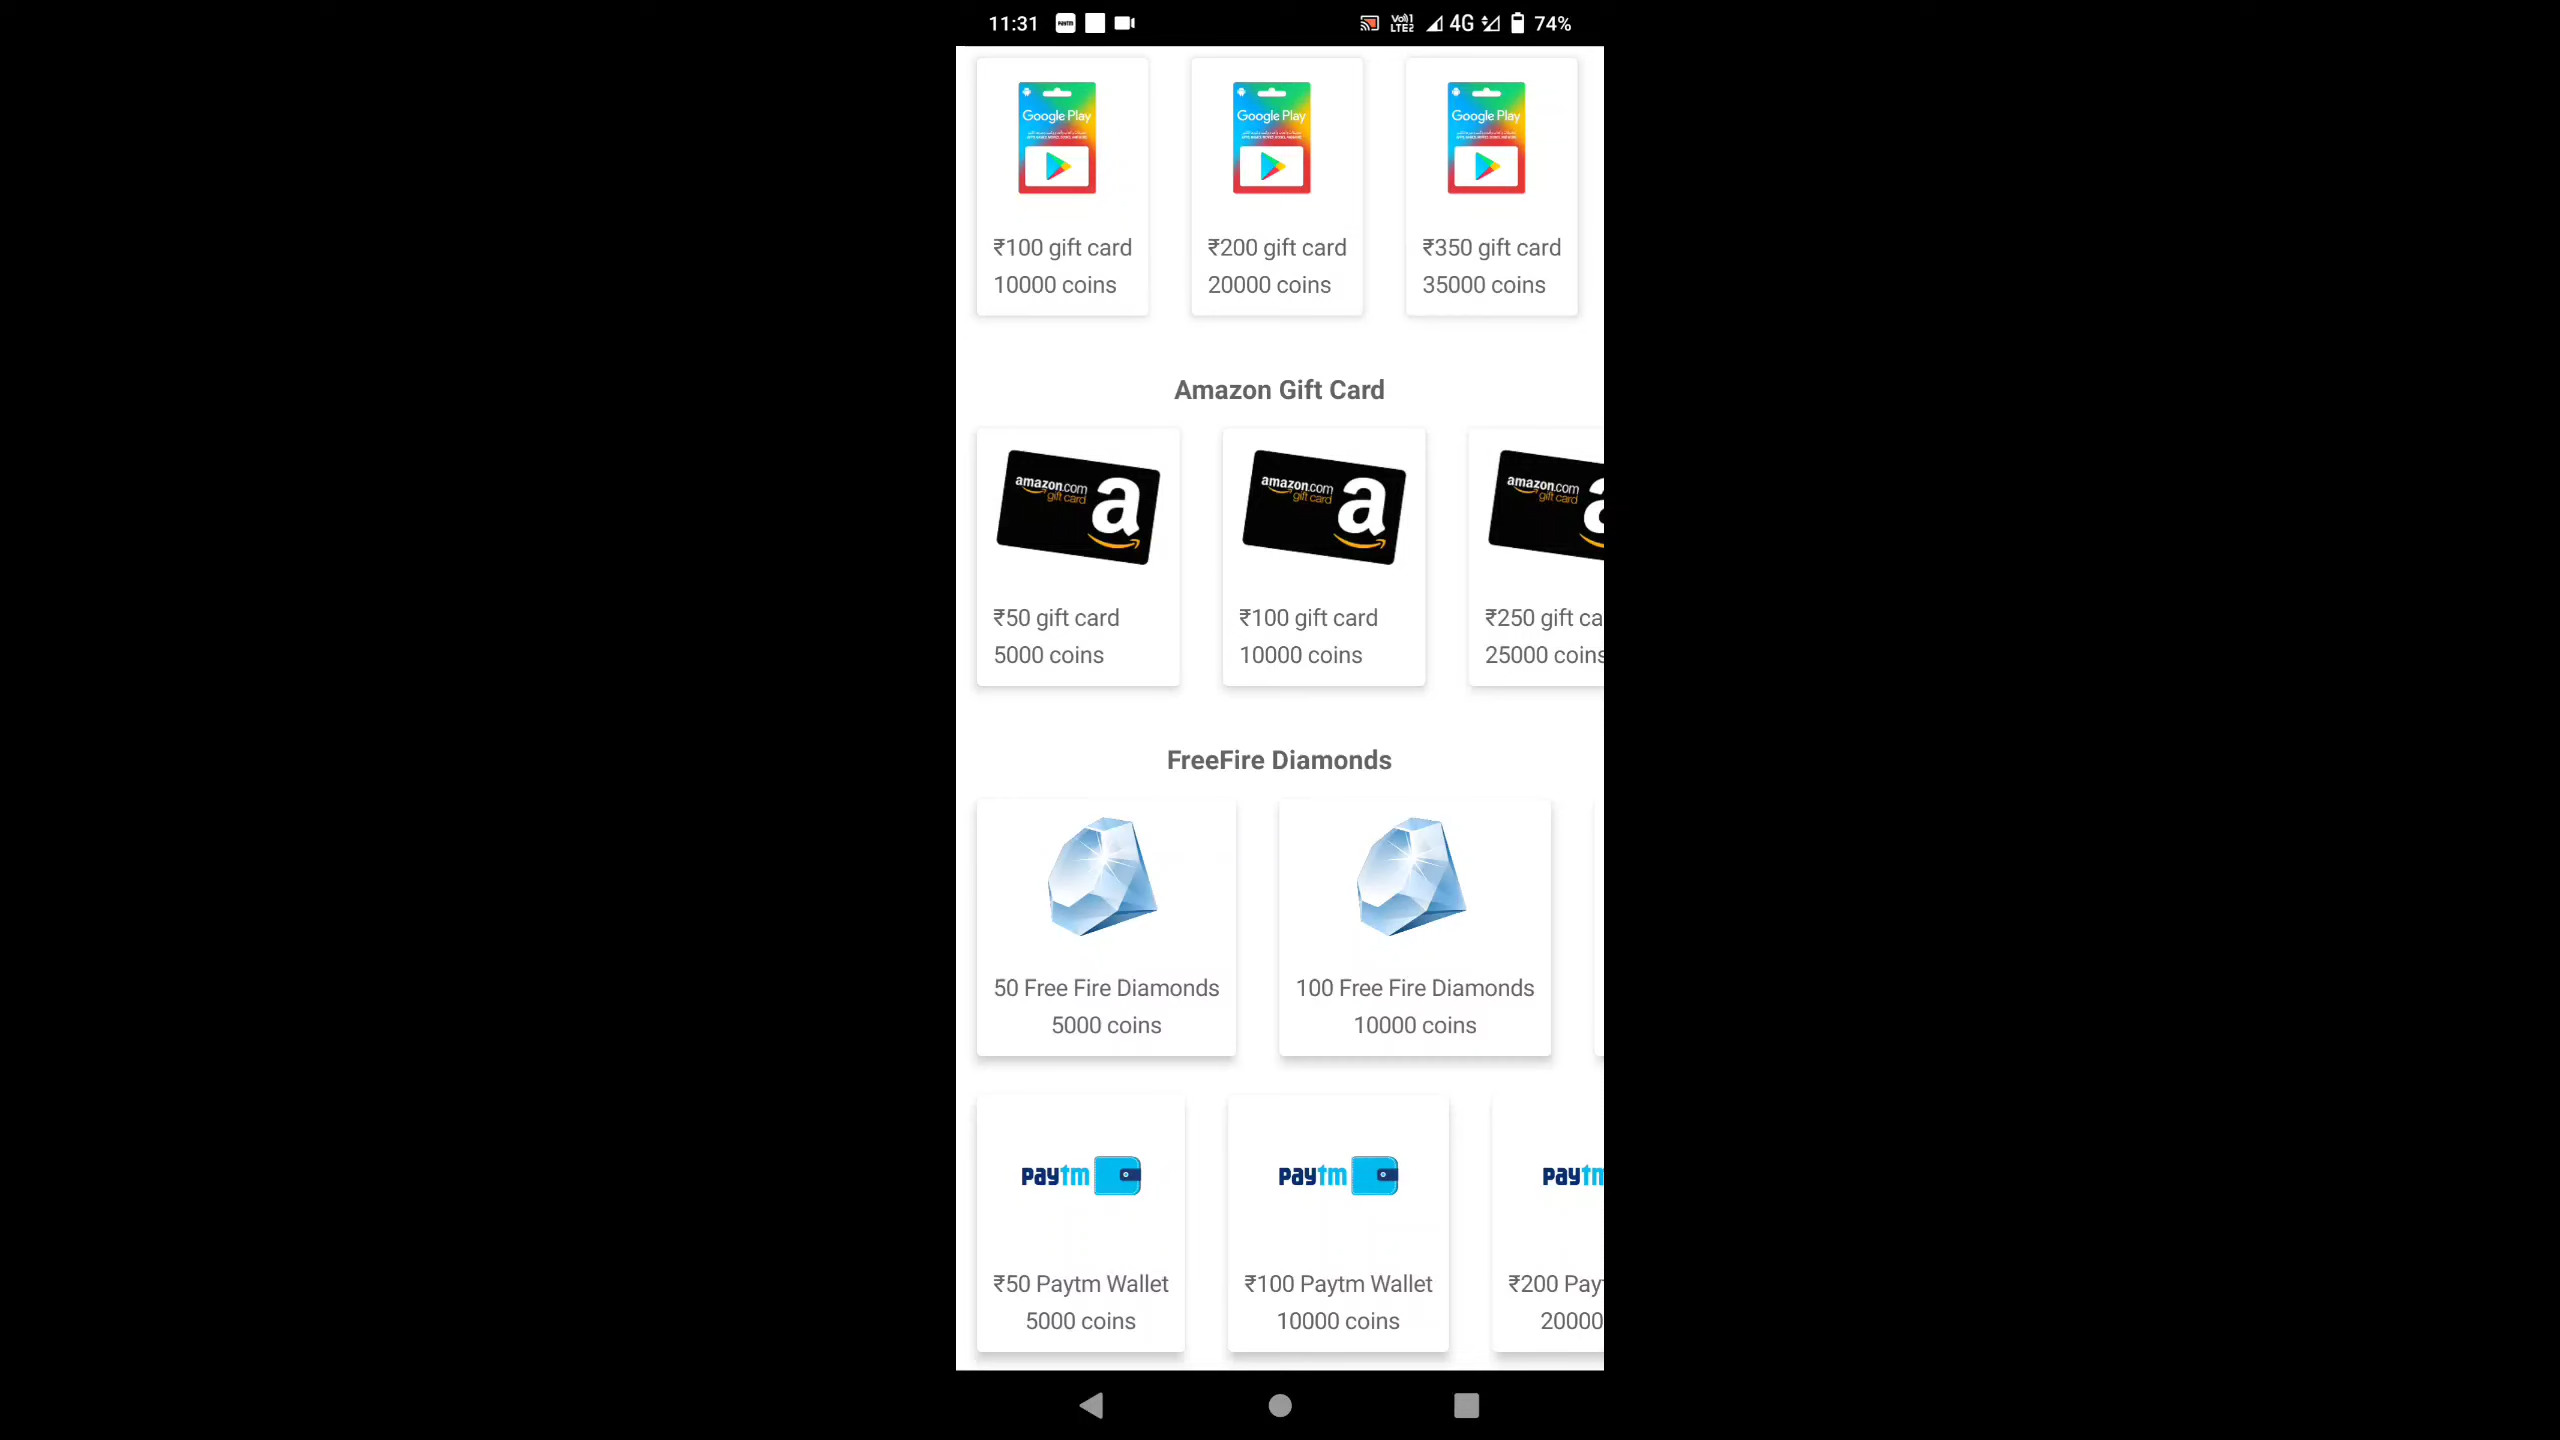 11:31
Vo)) 1
LTE2
4G
74%
Google Play
Google Play
Google Play
₹100 gift card
10000 coins
₹200 gift card
20000 coins
₹350 gift card
35000 coins
Amazon Gift Card
amazon.com
gift card
a
amazon.com
gift card
a
amazon.com
gift card
₹50 gift card
5000 coins
₹100 gift card
10000 coins
₹250 gift ca
25000 coins
FreeFire Diamonds
50 Free Fire Diamonds
5000 coins
100 Free Fire Diamonds
10000 coins
paytm
paytm
paytm
₹50 Paytm Wallet
5000 coins
₹100 Paytm Wallet
10000 coins
₹200 Pay
20000